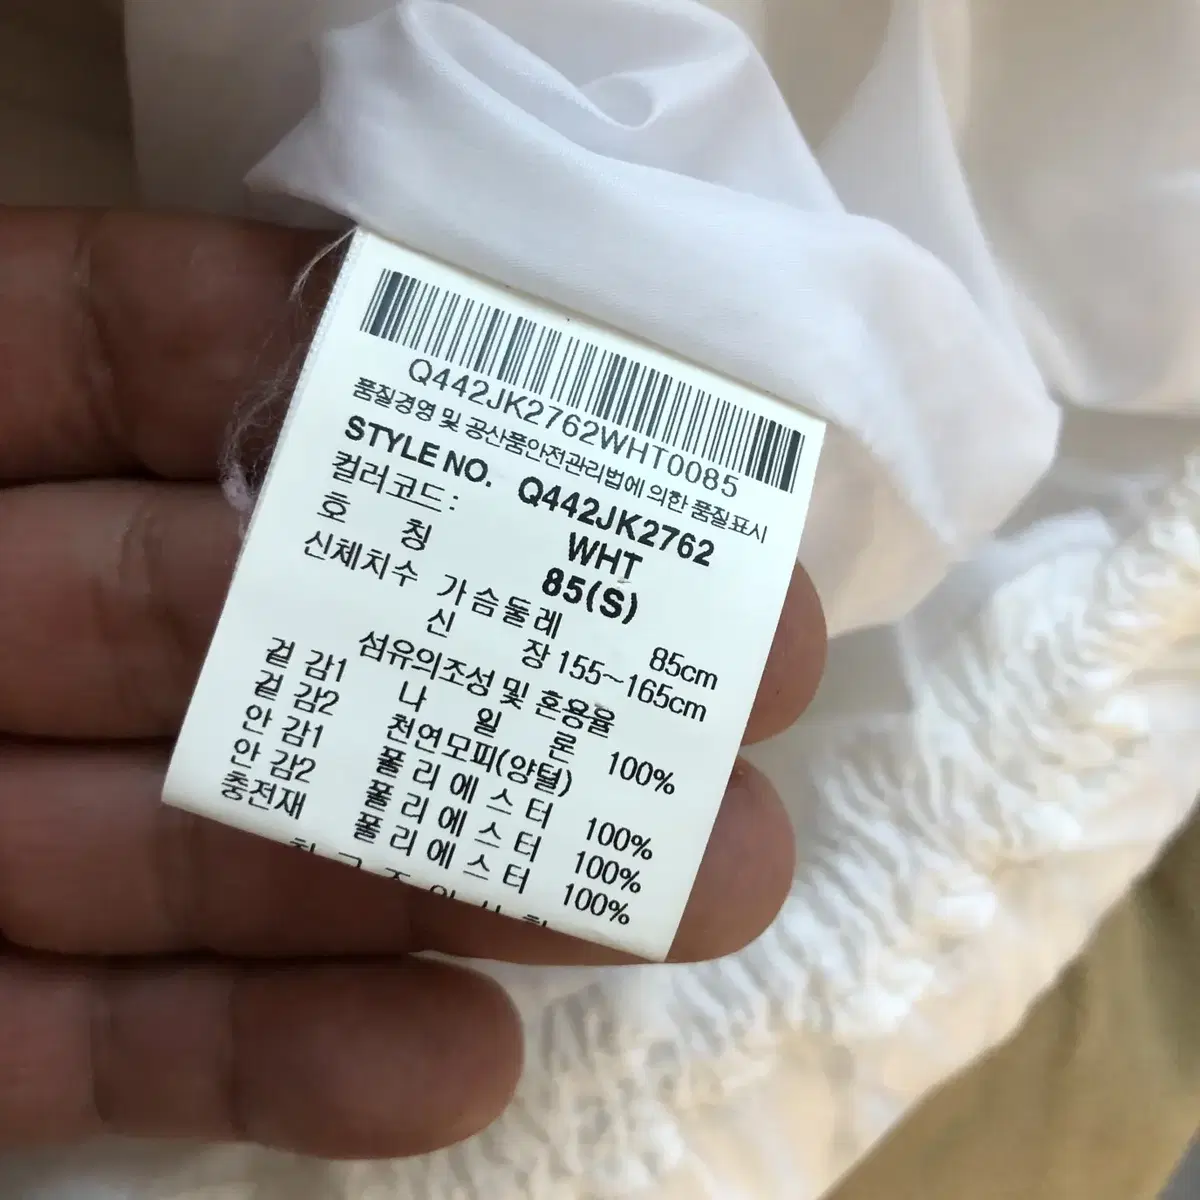 Q442JK2762WHT0085
품질경영 및 공산품안전관리법에 의한 품질표시
STYLE NO. Q442JK2762
컬러코드: WHT
호 칭 85(S)
신체치수 가슴둘레 85cm
신 장 155~165cm
섬유의조성 및 혼용율
겉 감1 나 일 론 100%
겉 감2 천연모피(양털)
안 감1 폴 리 에 스 터 100%
안 감2 폴 리 에 스 터 100%
충전재 폴 리 에 스 터 100%